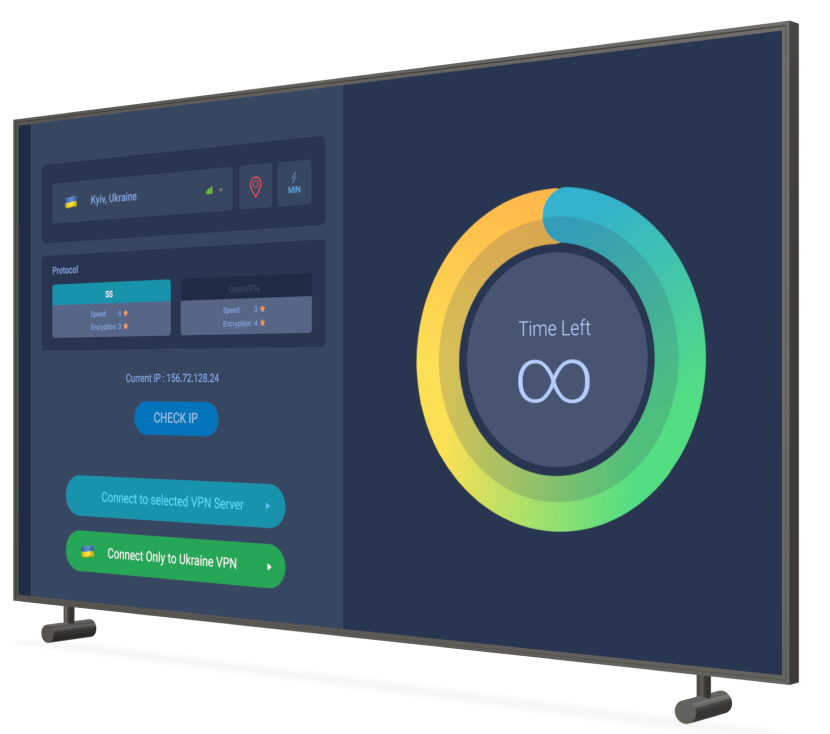 Kyiv, Ukraine
MIN
Protocol
SS
OpenVPN
Speed: 5
Speed: 3
Encryption: 3
Encryption: 4
Current IP : 156.72.128.24
CHECK IP
Connect to selected VPN Server
Connect Only to Ukraine VPN
Time Left
∞